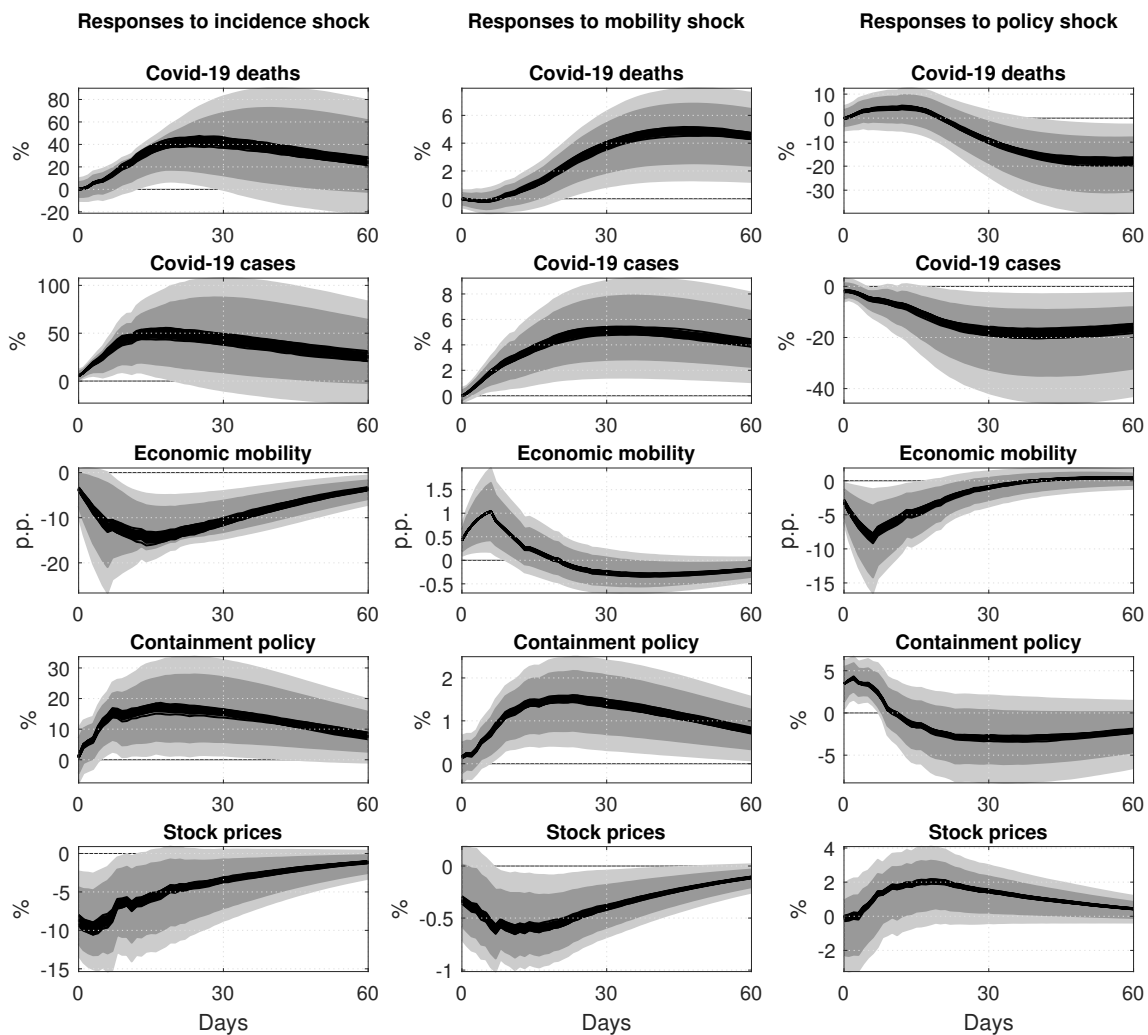 Responses to incidence shock Responses to mobility shock Responses to policy shock
Covid-19 deaths Covid-19 deaths Covid-19 deaths
80
60
40
20
0
-20
%
0 30 60
6
4
2
0
%
0 30 60
10
0
-10
-20
-30
%
0 30 60
Covid-19 cases Covid-19 cases Covid-19 cases
100
50
0
%
0 30 60
8
6
4
2
0
%
0 30 60
0
-20
-40
%
0 30 60
Economic mobility Economic mobility Economic mobility
0
-10
-20
p.p.
0 30 60
1.5
1
0.5
0
-0.5
p.p.
0 30 60
0
-5
-10
-15
p.p.
0 30 60
Containment policy Containment policy Containment policy
30
20
10
0
%
0 30 60
2
1
0
%
0 30 60
5
0
-5
%
0 30 60
Stock prices Stock prices Stock prices
0
-5
-10
-15
%
0 30 60
Days
0
-0.5
-1
%
0 30 60
Days
4
2
0
-2
%
0 30 60
Days